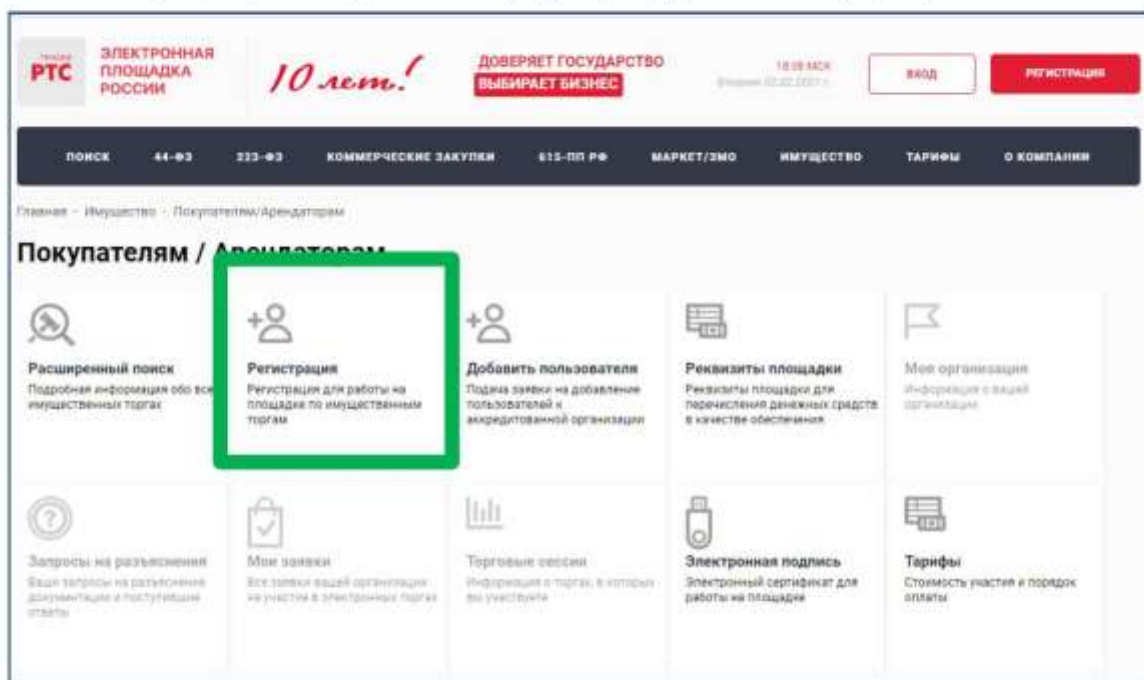 РТС
ЭЛЕКТРОННАЯ
ПЛОЩАДКА
РОССИИ
10 лет!
ДОВЕРЯЕТ ГОСУДАРСТВО
ВЫБИРАЕТ БИЗНЕС
ВХОД
РЕГИСТРАЦИЯ
ПОИСК 44-ФЗ 223-ФЗ КОММЕРЧЕСКИЕ ЗАКУПКИ 615-ПП РФ МАРКЕТ/ЗМО ИМУЩЕСТВО ТАРИФЫ О КОМПАНИИ
Главная - Имущество - Покупателям/Арендаторам
Покупателям / Арендаторам
Расширенный поиск
Подробная информация обо все
имущественных торгах
Регистрация
Регистрация для работы на
площадке по имущественным
торгам
Добавить пользователя
Подача заявки на добавление
пользователей к
аккредитованной организации
Реквизиты площадки
Реквизиты площадки для
перечисления денежных средств
в качестве обеспечения
Моя организация
Информация о вашей
организации
Запросы на разъяснения
Ваши запросы на разъяснение
документации и поступившие
ответы
Мои заявки
Все заявки вашей организации
на участие в электронных торгах
Торговые сессии
Информация о торгах, в которых
вы участвуете
Электронная подпись
Электронный сертификат для
работы на площадке
Тарифы
Стоимость участия и порядок
оплаты